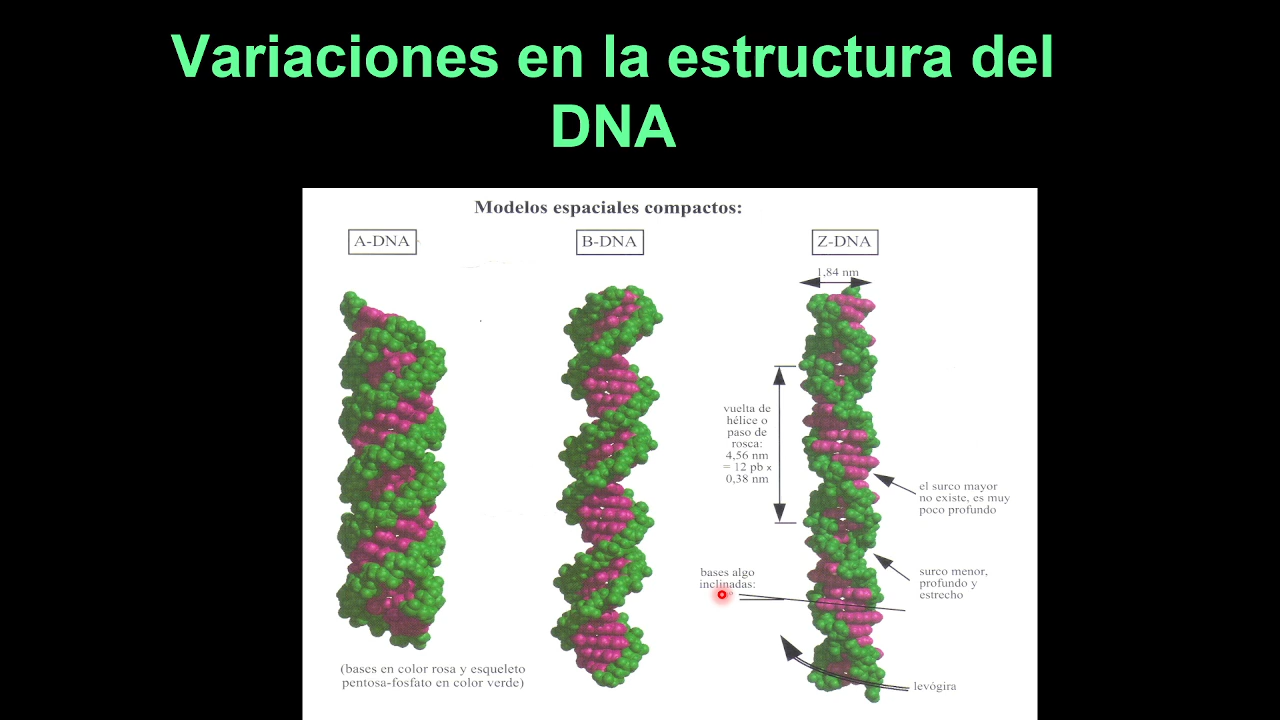 Variaciones en la estructura del
DNA
Modelos espaciales compactos:
A-DNA
B-DNA
Z-DNA
1,84 nm
vuelta de
hélice o
paso de
rosca:
4,56 nm
= 12 pb x
0,38 nm
el surco mayor
no existe, es muy
poco profundo
bases algo
inclinadas:
surco menor,
profundo y
estrecho
levógira
(bases en color rosa y esqueleto
pentosa-fosfato en color verde)